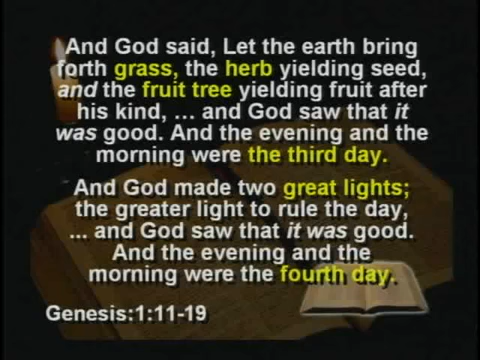 And God said, Let the earth bring
forth grass, the herb yielding seed,
and the fruit tree yielding fruit after
his kind, ... and God saw that it
was good. And the evening and the
morning were the third day.
And God made two great lights;
the greater light to rule the day,
... and God saw that it was good.
And the evening and the
morning were the fourth day.
Genesis:1:11-19